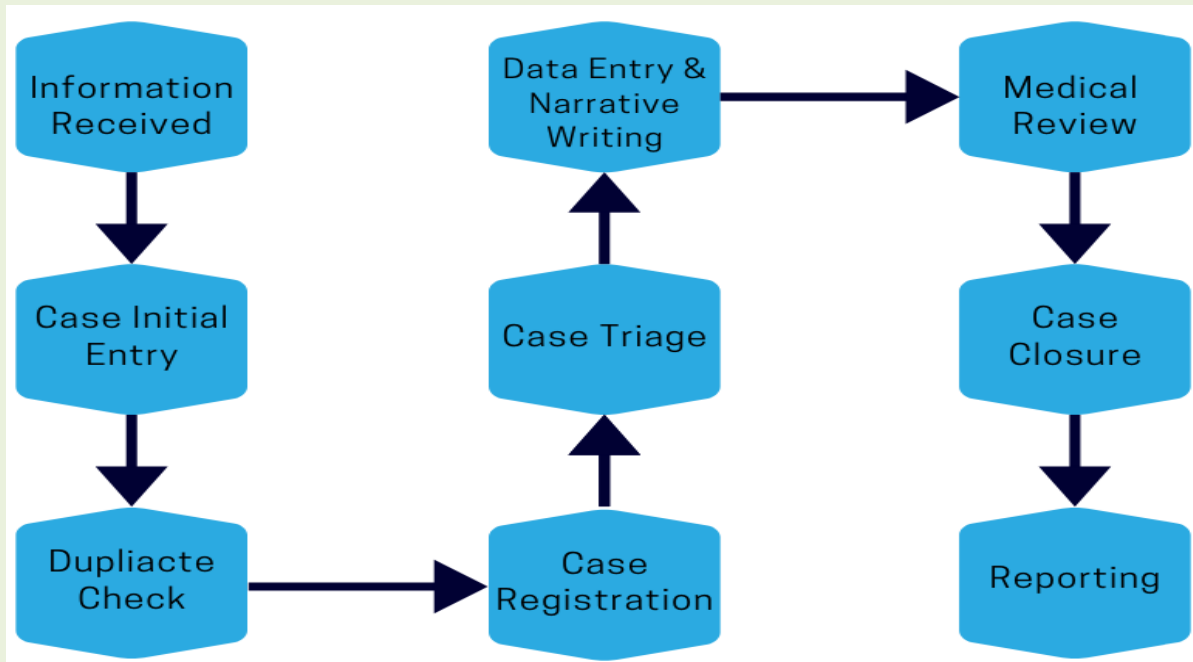 Information
Received
Case Initial
Entry
Dupliacte
Check
Case
Registration
Case Triage
Data Entry &
Narrative
Writing
Medical
Review
Case
Closure
Reporting